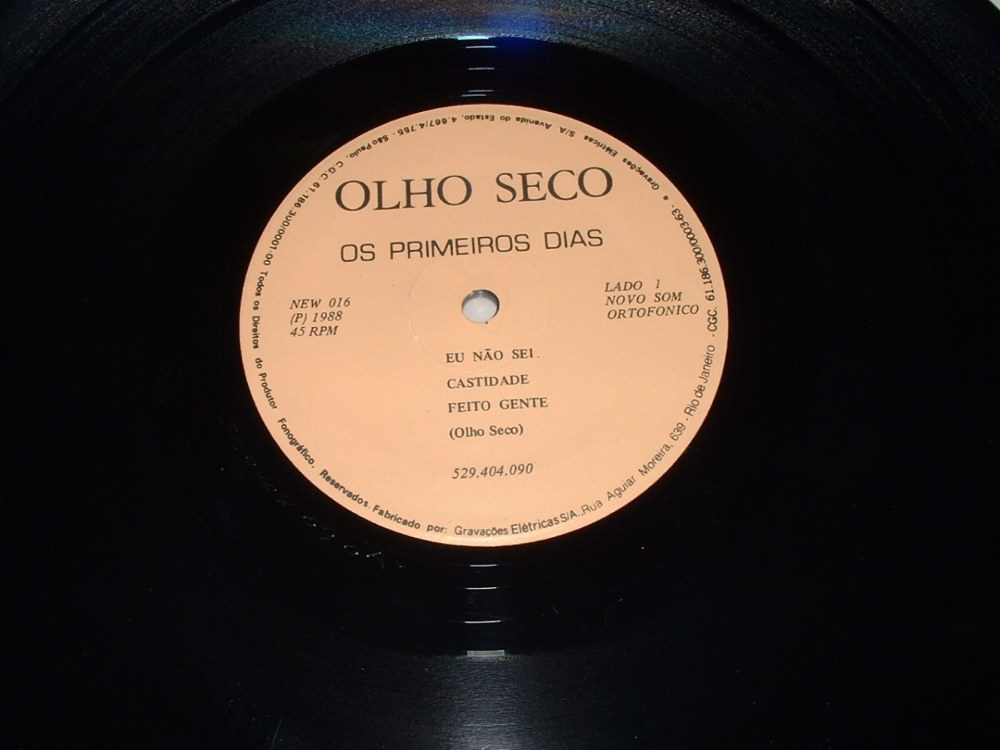 OLHO SECO
OS PRIMEIROS DIAS
NEW 016
(P) 1988
45 RPM
LADO 1
NOVO SOM
ORTOFONICO
EU NÃO SEI
CASTIDADE
FEITO GENTE
(Olho Seco)
529.404.090
Todos os Direitos do Produtor Fonográfico. Reservados. Fabricado por: Gravações Elétricas S/A., Rua Aguiar Moreira, 639 - Rio de Janeiro - CGC. 61.186.300/0003-63 - e Gravações Elétricas S/A. Avenida do Estado, 4.667/4.755 - São Paulo. C.G.C. 61.186.300/0001-00